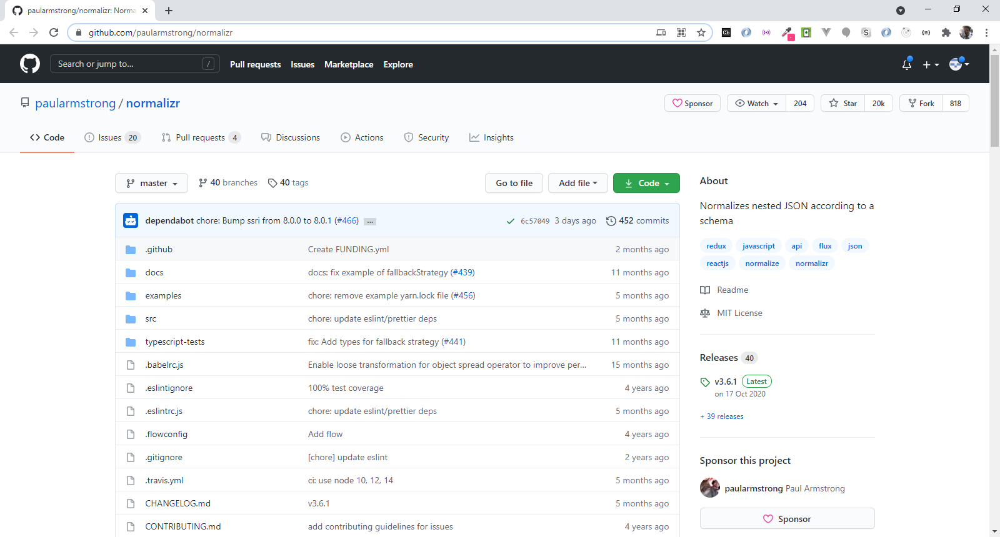 paularmstrong/normalizr: Norma
github.com/paularmstrong/normalizr
Search or jump to... /
Pull requests Issues Marketplace Explore
paularmstrong / normalizr
Sponsor Watch 204 Star 20k Fork 818
Code Issues 20 Pull requests 4 Discussions Actions Security Insights
master 40 branches 40 tags Go to file Add file Code
dependabot chore: Bump ssri from 8.0.0 to 8.0.1 (#466) ... 6c57049 3 days ago 452 commits
.github Create FUNDING.yml 2 months ago
docs docs: fix example of fallbackStrategy (#439) 11 months ago
examples chore: remove example yarn.lock file (#456) 5 months ago
src chore: update eslint/prettier deps 5 months ago
typescript-tests fix: Add types for fallback strategy (#441) 11 months ago
.babelrc.js Enable loose transformation for object spread operator to improve per... 15 months ago
.eslintignore 100% test coverage 4 years ago
.eslintrc.js chore: update eslint/prettier deps 5 months ago
.flowconfig Add flow 4 years ago
.gitignore [chore] update eslint 2 years ago
.travis.yml ci: use node 10, 12, 14 5 months ago
CHANGELOG.md v3.6.1 5 months ago
CONTRIBUTING.md add contributing guidelines for issues 4 years ago
About
Normalizes nested JSON according to a
schema
redux javascript api flux json
reactjs normalize normalizr
Readme
MIT License
Releases 40
v3.6.1 Latest
on 17 Oct 2020
+ 39 releases
Sponsor this project
paularmstrong Paul Armstrong
Sponsor